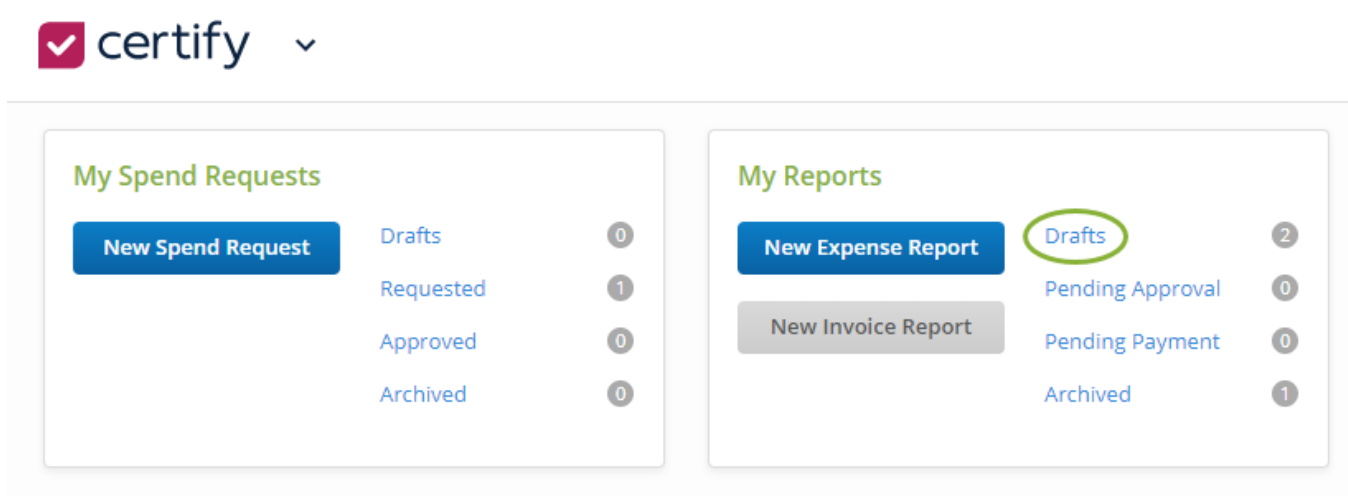 certify
My Spend Requests
New Spend Request
Drafts 0
Requested 1
Approved 0
Archived 0
My Reports
New Expense Report
New Invoice Report
Drafts 2
Pending Approval 0
Pending Payment 0
Archived 1